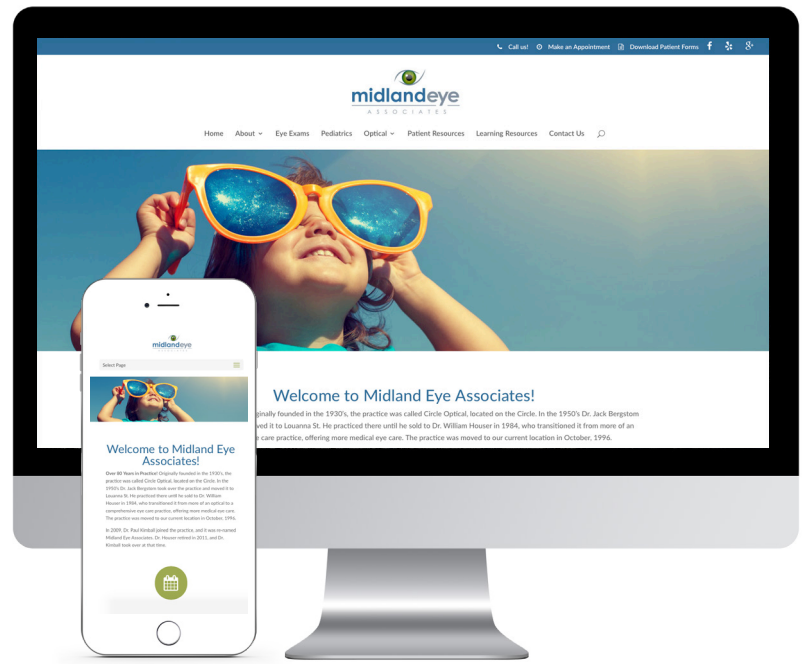 Call us! Make an Appointment Download Patient Forms
midlandeye
ASSOCIATES
Home About Eye Exams Pediatrics Optical Patient Resources Learning Resources Contact Us
Welcome to Midland Eye Associates!
ginally founded in the 1930's, the practice was called Circle Optical, located on the Circle. In the 1950's Dr. Jack Bergstom
ved it to Louanna St. He practiced there until he sold to Dr. William Houser in 1984, who transitioned it from more of an
care practice, offering more medical eye care. The practice was moved to our current location in October, 1996.
midlandeye
Select Page
Welcome to Midland Eye
Associates!
Over 80 Years in Practice! Originally founded in the 1930's, the
practice was called Circle Optical, located on the Circle. In the
1950's Dr. Jack Bergstom took over the practice and moved it to
Louanna St. He practiced there until he sold to Dr. William
Houser in 1984, who transitioned it from more of an optical to a
comprehensive eye care practice, offering more medical eye care.
The practice was moved to our current location in October, 1996.
In 2009, Dr. Paul Kimball joined the practice, and it was re-named
Midland Eye Associates. Dr. Houser retired in 2011, and Dr.
Kimball took over at that time.